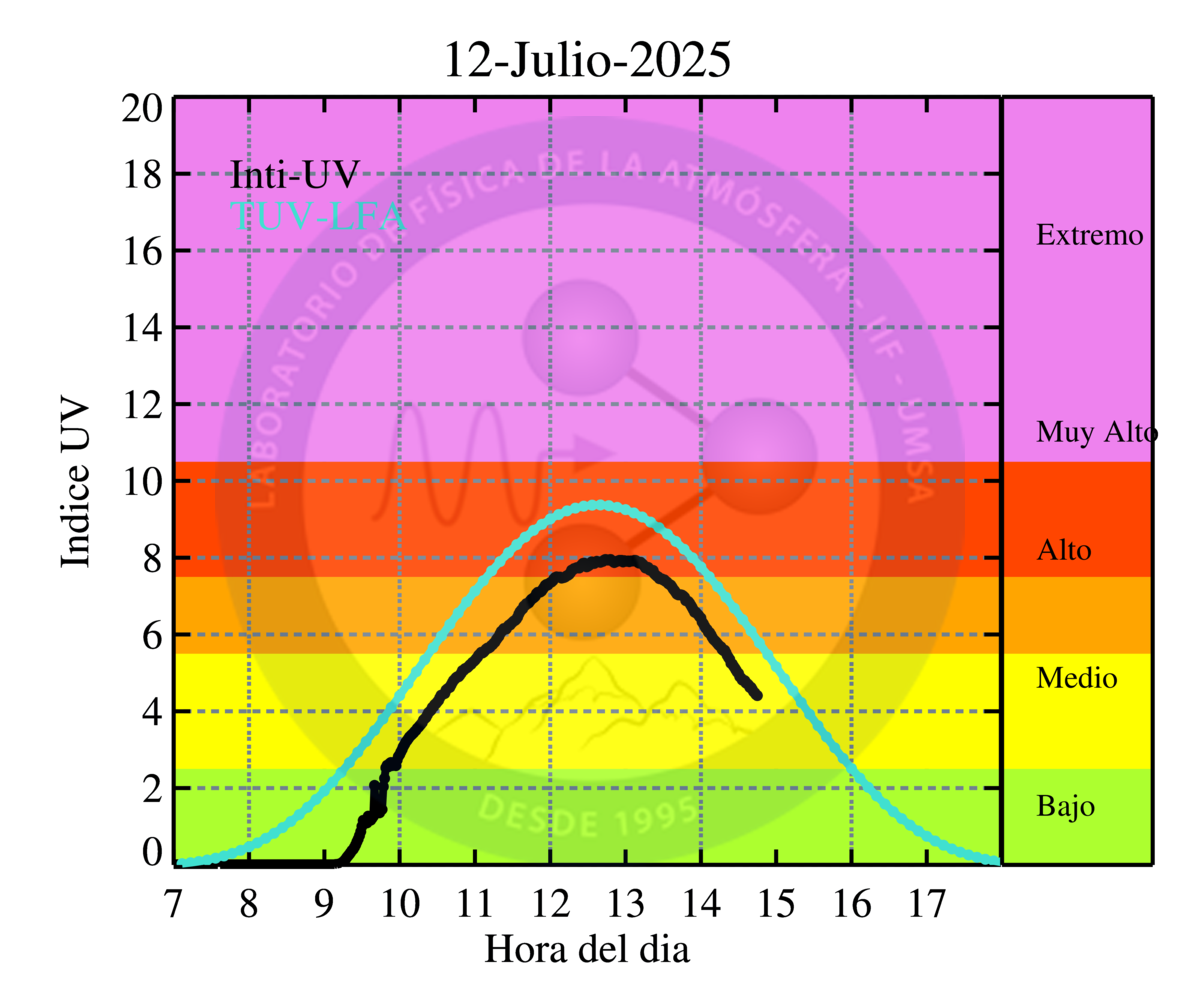 12-Julio-2025
20
18
16
14
12
10
8
6
4
2
0
Indice UV
Inti-UV
TUV-LFA
LABORATORIO DE FÍSICA DE LA ATMÓSFERA - IIF - UMSA
DESDE 1995
Extremo
Muy Alto
Alto
Medio
Bajo
7 8 9 10 11 12 13 14 15 16 17
Hora del dia